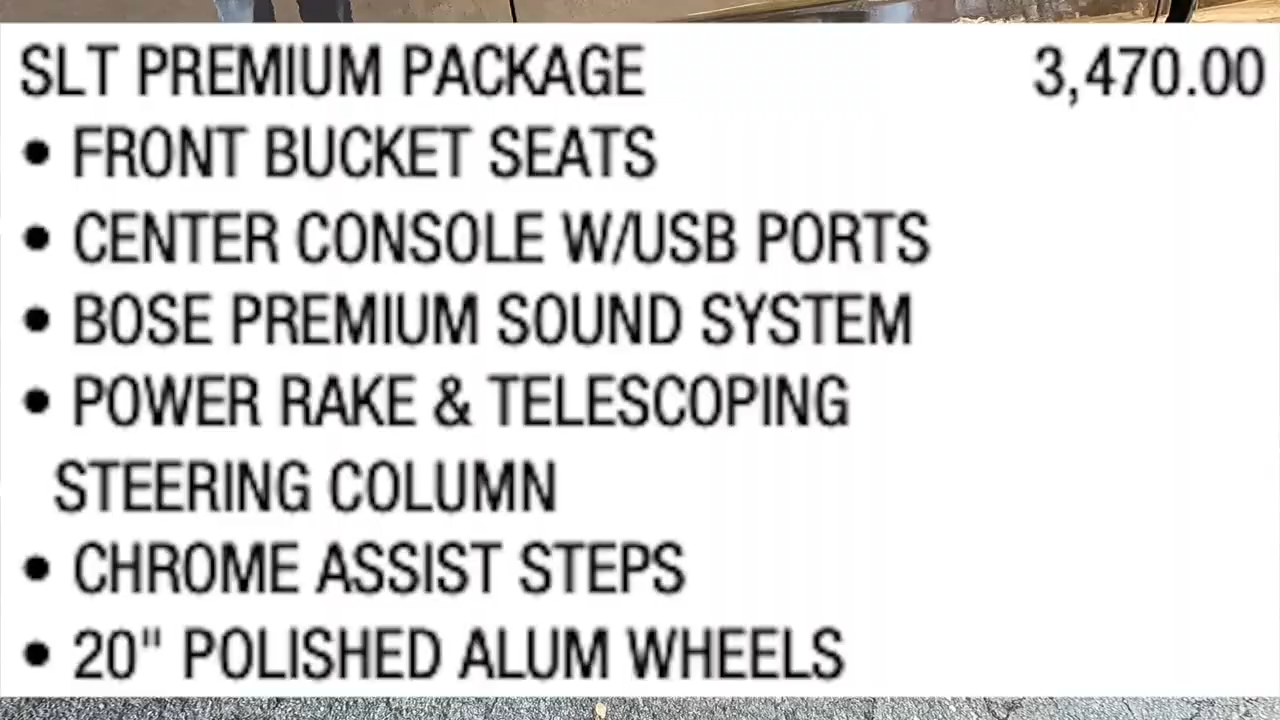 SLT PREMIUM PACKAGE 3,470.00
• FRONT BUCKET SEATS
• CENTER CONSOLE W/USB PORTS
• BOSE PREMIUM SOUND SYSTEM
• POWER RAKE & TELESCOPING
STEERING COLUMN
• CHROME ASSIST STEPS
• 20" POLISHED ALUM WHEELS